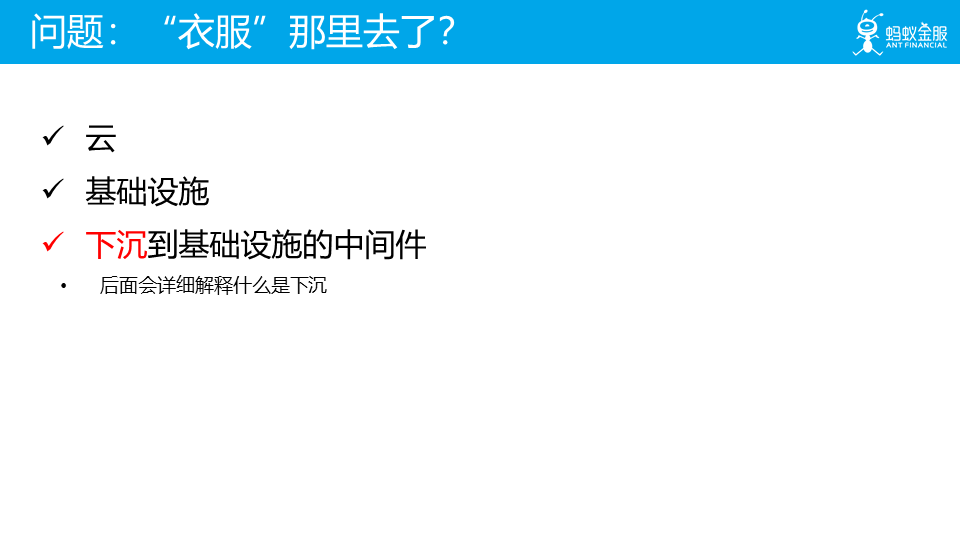 问题：“衣服”那里去了?
蚂蚁金服
ANT FINANCIAL
✓ 云
✓ 基础设施
✓ 下沉到基础设施的中间件
• 后面会详细解释什么是下沉